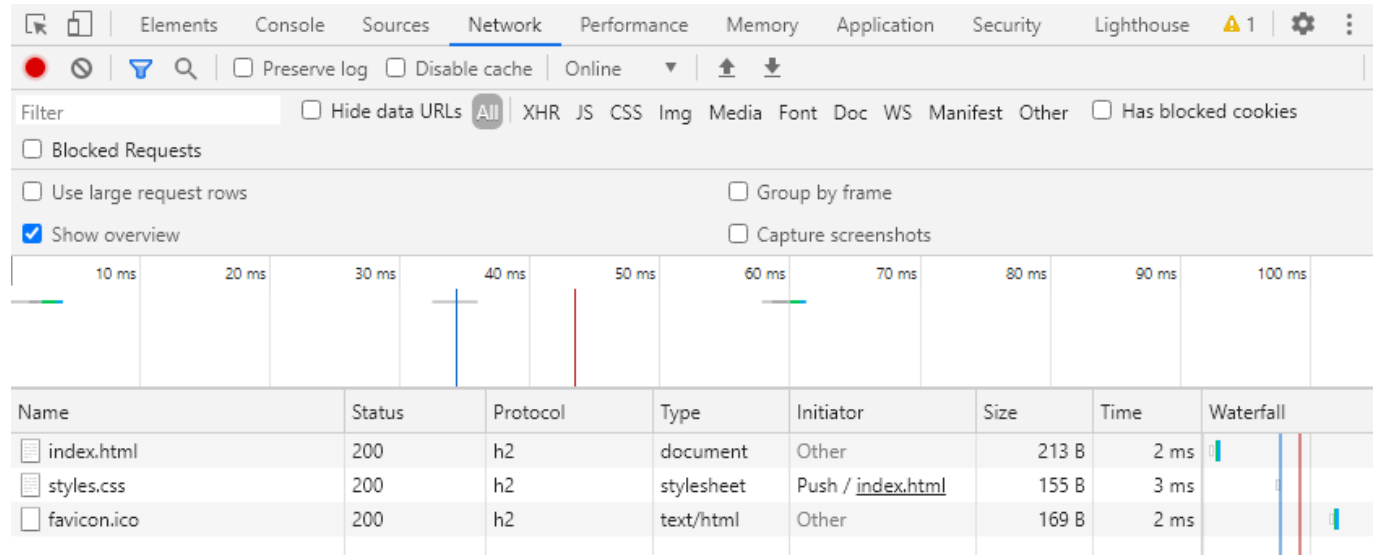 Elements Console Sources Network Performance Memory Application Security Lighthouse 1
Preserve log Disable cache Online
Filter Hide data URLs All XHR JS CSS Img Media Font Doc WS Manifest Other Has blocked cookies
Blocked Requests
Use large request rows Group by frame
Show overview Capture screenshots
10 ms 20 ms 30 ms 40 ms 50 ms 60 ms 70 ms 80 ms 90 ms 100 ms
Name Status Protocol Type Initiator Size Time Waterfall
index.html 200 h2 document Other 213 B 2 ms
styles.css 200 h2 stylesheet Push / index.html 155 B 3 ms
favicon.ico 200 h2 text/html Other 169 B 2 ms